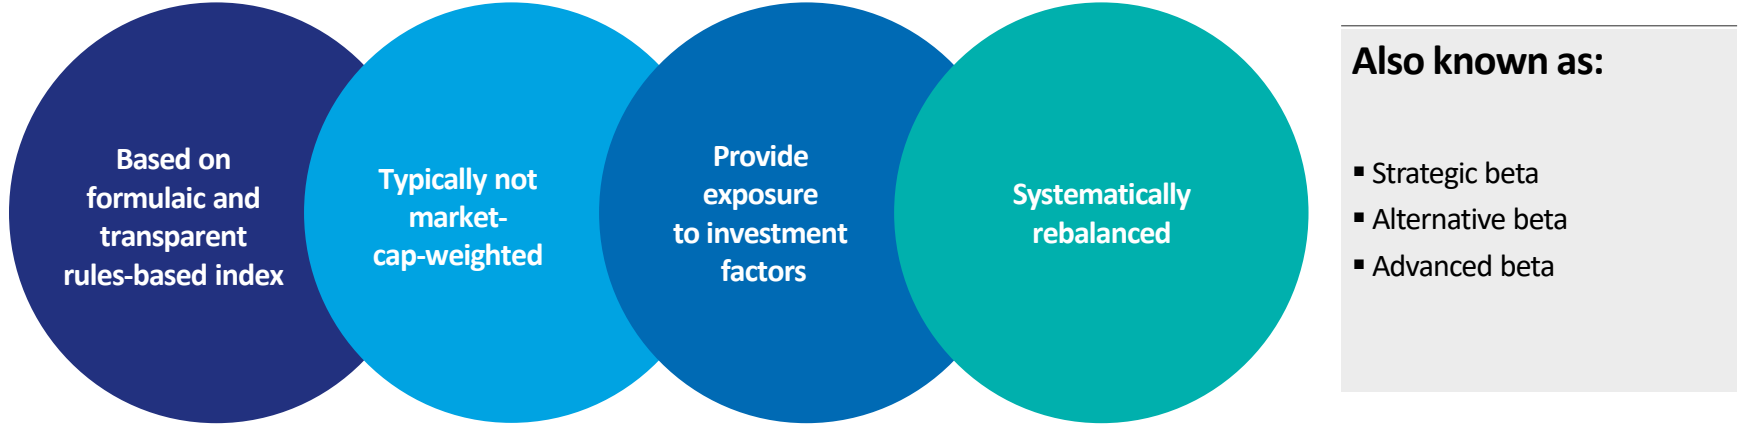 Based on
formulaic and
transparent
rules-based index
Typically not
market-
cap-weighted
Provide
exposure
to investment
factors
Systematically
rebalanced
Also known as:
▪ Strategic beta
▪ Alternative beta
▪ Advanced beta